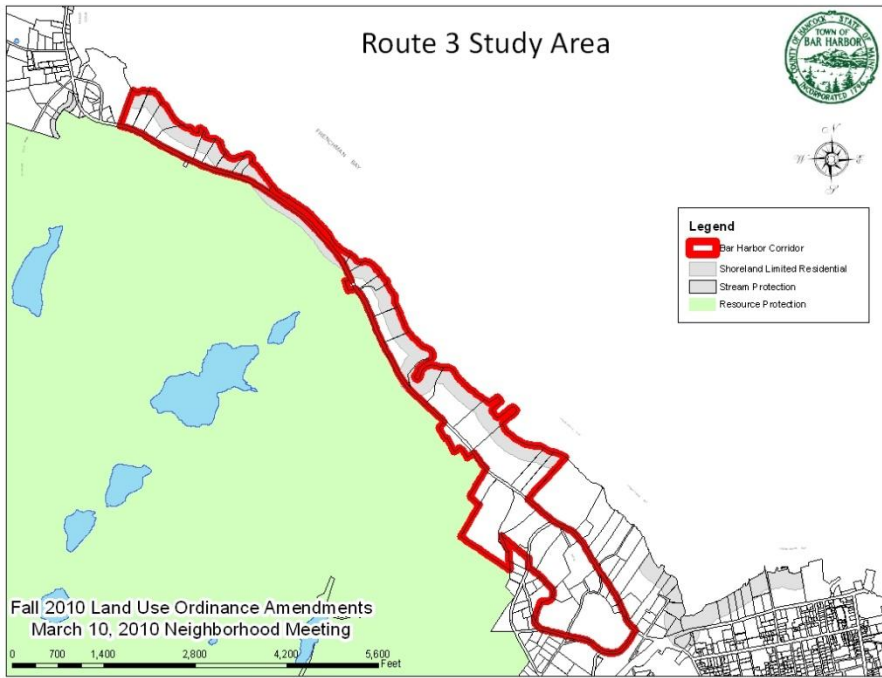 Route 3 Study Area
COUNTY OF HANCOCK - STATE OF MAINE
TOWN OF
BAR HARBOR
INCORPORATED 1796
N
W
E
S
FRENCHMAN BAY
Legend
Bar Harbor Corridor
Shoreland Limited Residential
Stream Protection
Resource Protection
Fall 2010 Land Use Ordinance Amendments
March 10, 2010 Neighborhood Meeting
0 700 1,400 2,800 4,200 5,600
Feet